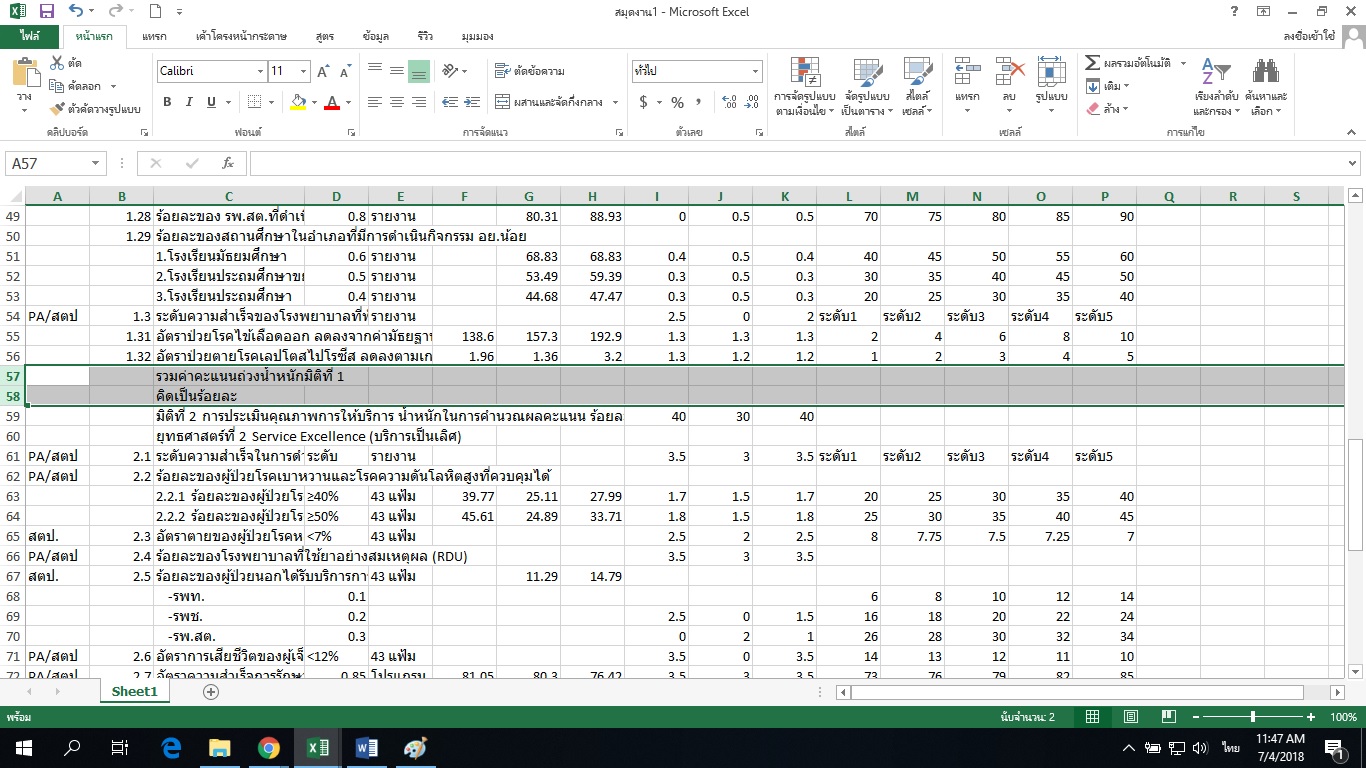 สมุดงาน1 - Microsoft Excel
ไฟล์ หน้าแรก แทรก เค้าโครงหน้ากระดาษ สูตร ข้อมูล รีวิว มุมมอง ลงชื่อเข้าใช้
วาง ตัด คัดลอก ตัวคัดวางรูปแบบ
Calibri 11
B I U A
ตัดข้อความ
ผสานและจัดกึ่งกลาง
ทั่วไป
$ % ,
การจัดรูปแบบตามเงื่อนไข จัดรูปแบบเป็นตาราง สไตล์เซลล์
แทรก ลบ รูปแบบ
ผลรวมอัตโนมัติ
เติม
ล้าง
เรียงลำดับและกรอง ค้นหาและเลือก
คลิปบอร์ด ฟอนต์ การจัดแนว ตัวเลข สไตล์ เซลล์ การแก้ไข
A57 fx
A B C D E F G H I J K L M N O P Q R S
49 1.28 ร้อยละของ รพ.สต.ที่ดำเนิ 0.8 รายงาน 80.31 88.93 0 0.5 0.5 70 75 80 85 90
50 1.29 ร้อยละของสถานศึกษาในอำเภอที่มีการดำเนินกิจกรรม อย.น้อย
51 1.โรงเรียนมัธยมศึกษา 0.6 รายงาน 68.83 68.83 0.4 0.5 0.4 40 45 50 55 60
52 2.โรงเรียนประถมศึกษาขย 0.5 รายงาน 53.49 59.39 0.3 0.5 0.3 30 35 40 45 50
53 3.โรงเรียนประถมศึกษา 0.4 รายงาน 44.68 47.47 0.3 0.5 0.3 20 25 30 35 40
54 PA/สตป 1.3 ระดับความสำเร็จของโรงพยาบาลที่พั รายงาน 2.5 0 2 ระดับ1 ระดับ2 ระดับ3 ระดับ4 ระดับ5
55 1.31 อัตราป่วยโรคไข้เลือดออก ลดลงจากค่ามัธยฐาน 138.6 157.3 192.9 1.3 1.3 1.3 2 4 6 8 10
56 1.32 อัตราป่วยตายโรคเลปโตสไปโรซีส ลดลงตามเก 1.96 1.36 3.2 1.3 1.2 1.2 1 2 3 4 5
57 รวมค่าคะแนนถ่วงน้ำหนักมิติที่ 1
58 คิดเป็นร้อยละ
59 มิติที่ 2 การประเมินคุณภาพการให้บริการ น้ำหนักในการคำนวณผลคะแนน ร้อยล 40 30 40
60 ยุทธศาสตร์ที่ 2 Service Excellence (บริการเป็นเลิศ)
61 PA/สตป 2.1 ระดับความสำเร็จในการดำ ระดับ รายงาน 3.5 3 3.5 ระดับ1 ระดับ2 ระดับ3 ระดับ4 ระดับ5
62 PA/สตป 2.2 ร้อยละของผู้ป่วยโรคเบาหวานและโรคความดันโลหิตสูงที่ควบคุมได้
63 2.2.1 ร้อยละของผู้ป่วยโร ≥40% 43 แฟ้ม 39.77 25.11 27.99 1.7 1.5 1.7 20 25 30 35 40
64 2.2.2 ร้อยละของผู้ป่วยโร ≥50% 43 แฟ้ม 45.61 24.89 33.71 1.8 1.5 1.8 25 30 35 40 45
65 สตป. 2.3 อัตราตายของผู้ป่วยโรคห <7% 43 แฟ้ม 2.5 2 2.5 8 7.75 7.5 7.25 7
66 PA/สตป 2.4 ร้อยละของโรงพยาบาลที่ใช้ยาอย่างสมเหตุผล (RDU) 3.5 3 3.5
67 สตป. 2.5 ร้อยละของผู้ป่วยนอกได้รับบริการกา 43 แฟ้ม 11.29 14.79
68 -รพท. 0.1 6 8 10 12 14
69 -รพช. 0.2 2.5 0 1.5 16 18 20 22 24
70 -รพ.สต. 0.3 0 2 1 26 28 30 32 34
71 PA/สตป 2.6 อัตราการเสียชีวิตของผู้เจ็ <12% 43 แฟ้ม 3.5 0 3.5 14 13 12 11 10
72 PA/สตป 2.7 อัตราความสำเร็จการรักษ 0.85 โปรแกรม 81.05 80.3 76.42 3.5 3 3.5 73 76 79 82 85
Sheet1
พร้อม นับจำนวน: 2 100%
ไทย 11:47 AM
7/4/2018
1